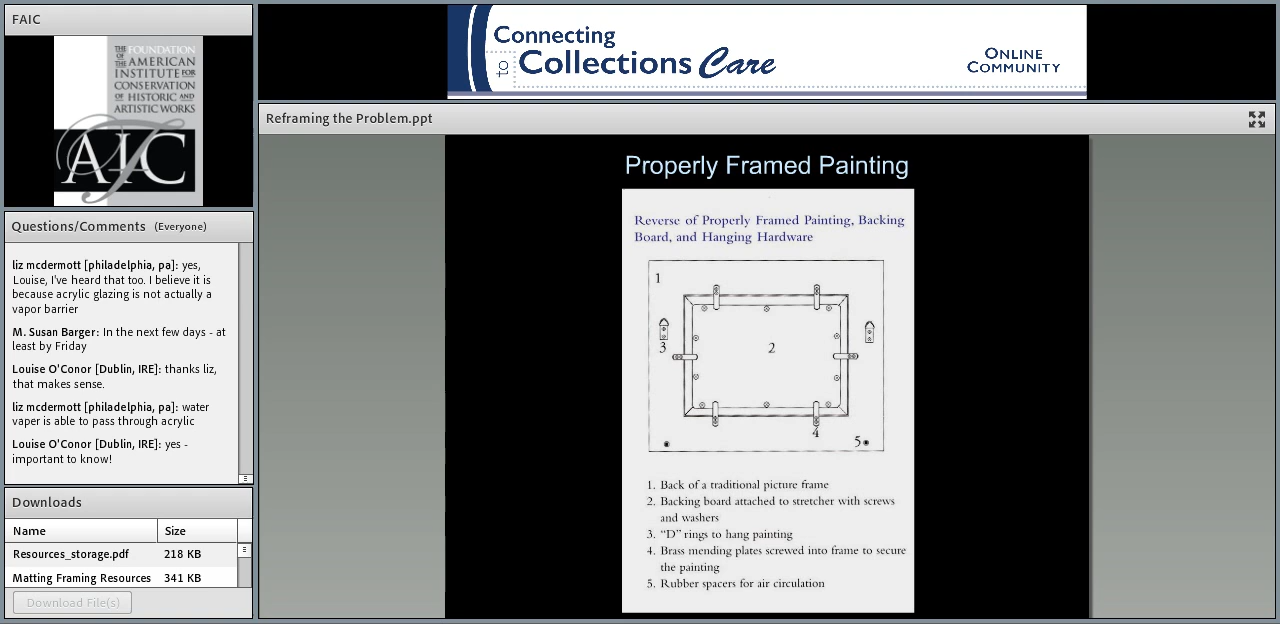 FAIC
THE FOUNDATION
OF THE AMERICAN
INSTITUTE FOR
CONSERVATION
OF HISTORIC AND
ARTISTIC WORKS
AIC
F
Connecting
to Collections Care
ONLINE
COMMUNITY
Questions/Comments (Everyone)
liz mcdermott [philadelphia, pa]: yes,
Louise, I've heard that too. I believe it is
because acrylic glazing is not actually a
vapor barrier
M. Susan Barger: In the next few days - at
least by Friday
Louise O'Conor [Dublin, IRE]: thanks liz,
that makes sense.
liz mcdermott [philadelphia, pa]: water
vaper is able to pass through acrylic
Louise O'Conor [Dublin, IRE]: yes -
important to know!
Downloads
Name Size
Resources_storage.pdf 218 KB
Matting Framing Resources 341 KB
Download File(s)
Reframing the Problem.ppt
Properly Framed Painting
Reverse of Properly Framed Painting, Backing
Board, and Hanging Hardware
1
2
3
4
5
1. Back of a traditional picture frame
2. Backing board attached to stretcher with screws
and washers
3. "D" rings to hang painting
4. Brass mending plates screwed into frame to secure
the painting
5. Rubber spacers for air circulation